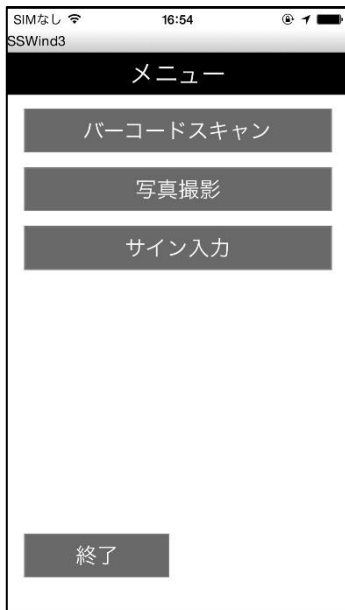 SIMなし 16:54
SSWind3
メニュー
バーコードスキャン
写真撮影
サイン入力
終了